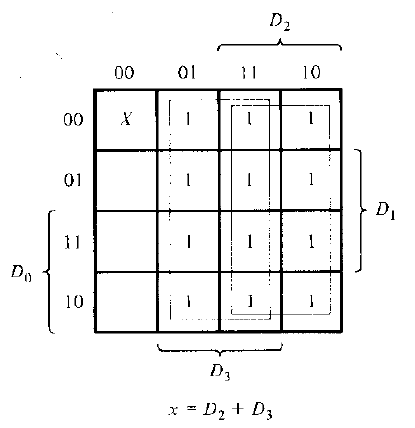 D₂
00 01 11 10
00 X 1 1 1
01 1 1 1
D₁
11 1 1 1
D₀
10 1 1 1
D₃
x = D₂ + D₃